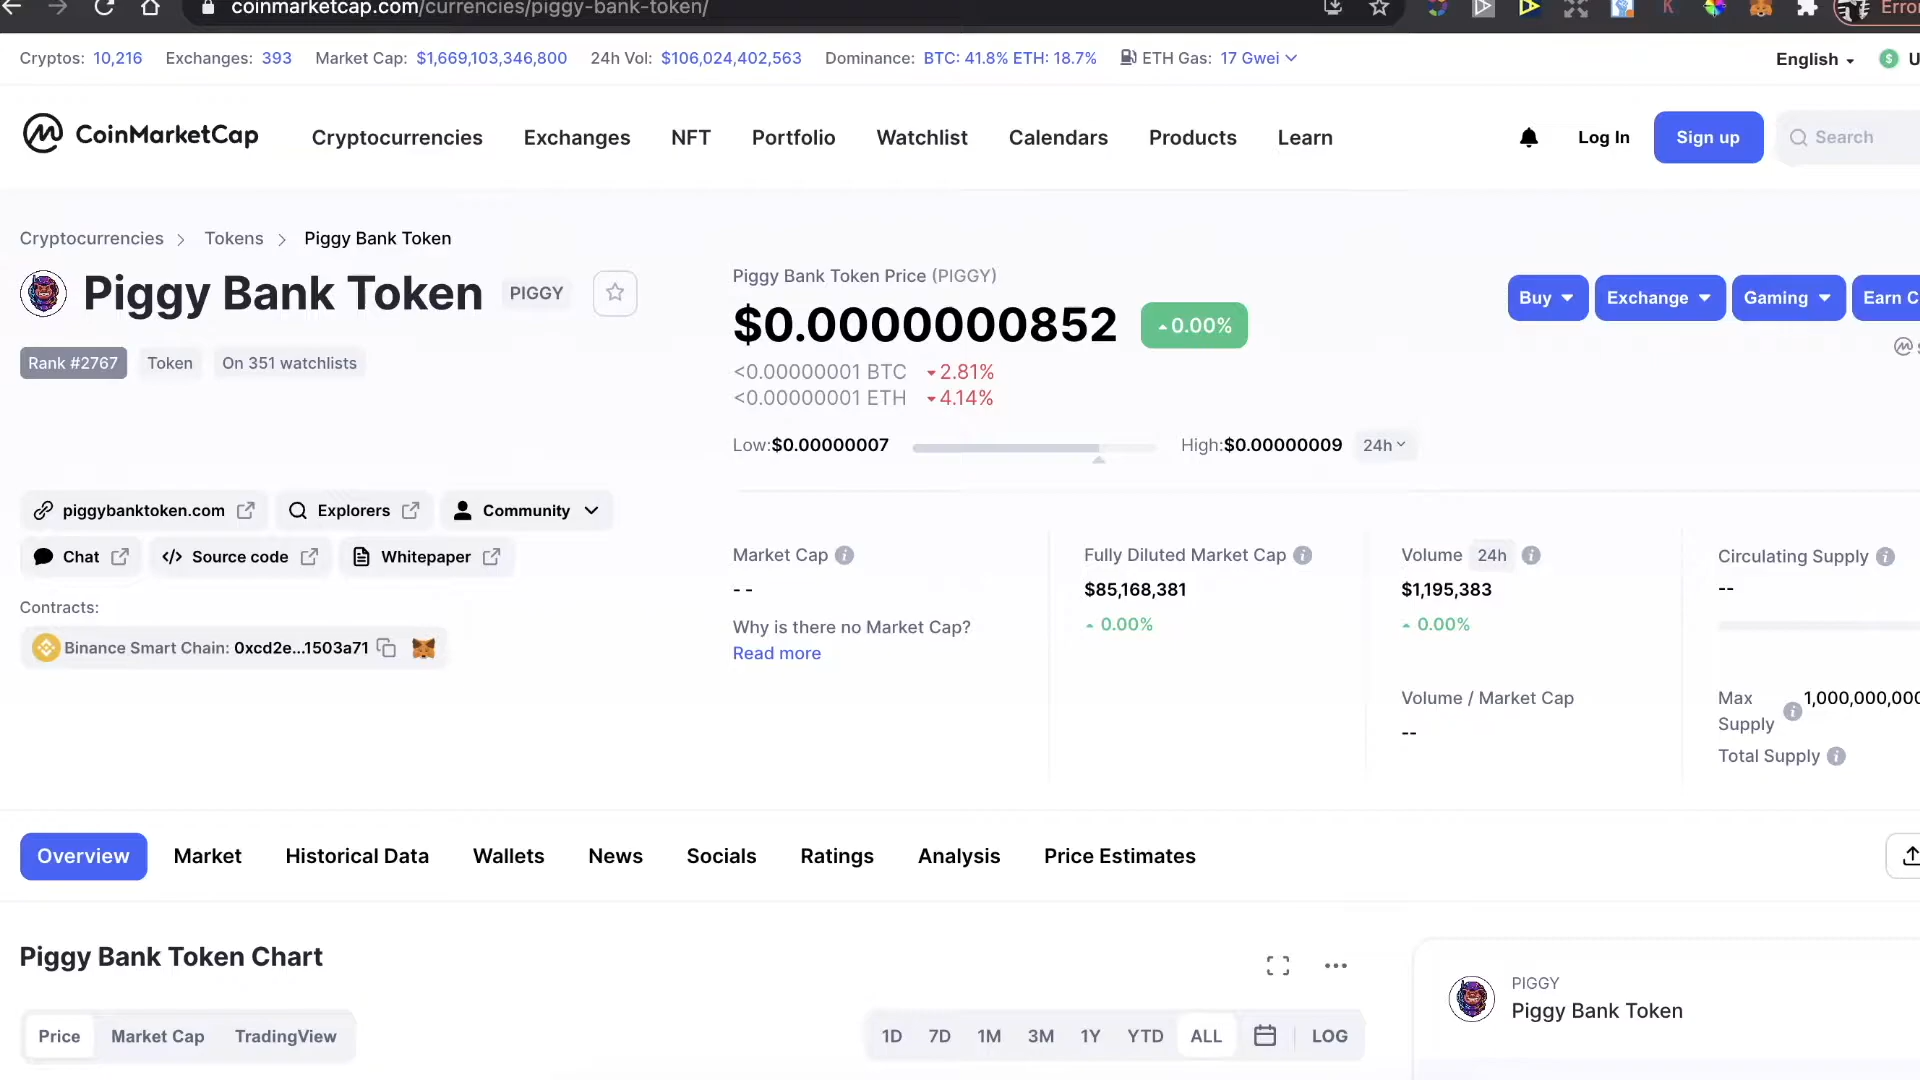 coinmarketcap.com/currencies/piggy-bank-token/
Cryptos: 10,216 Exchanges: 393 Market Cap: $1,669,103,346,800 24h Vol: $106,024,402,563 Dominance: BTC: 41.8% ETH: 18.7% ETH Gas: 17 Gwei English
CoinMarketCap Cryptocurrencies Exchanges NFT Portfolio Watchlist Calendars Products Learn Log In Sign up Search
Cryptocurrencies > Tokens > Piggy Bank Token
Piggy Bank Token PIGGY
Rank #2767 Token On 351 watchlists
Piggy Bank Token Price (PIGGY)
$0.0000000852 0.00%
<0.00000001 BTC 2.81%
<0.00000001 ETH 4.14%
Low:$0.00000007 High:$0.00000009 24h
Buy Exchange Gaming Earn C
piggybanktoken.com Explorers Community
Chat </> Source code Whitepaper
Contracts:
Binance Smart Chain: 0xcd2e...1503a71
Market Cap
- -
Why is there no Market Cap?
Read more
Fully Diluted Market Cap
$85,168,381
0.00%
Volume 24h
$1,195,383
0.00%
Volume / Market Cap
--
Circulating Supply
--
Max Supply 1,000,000,000
Total Supply
Overview Market Historical Data Wallets News Socials Ratings Analysis Price Estimates
Piggy Bank Token Chart
Price Market Cap TradingView
1D 7D 1M 3M 1Y YTD ALL LOG
PIGGY
Piggy Bank Token